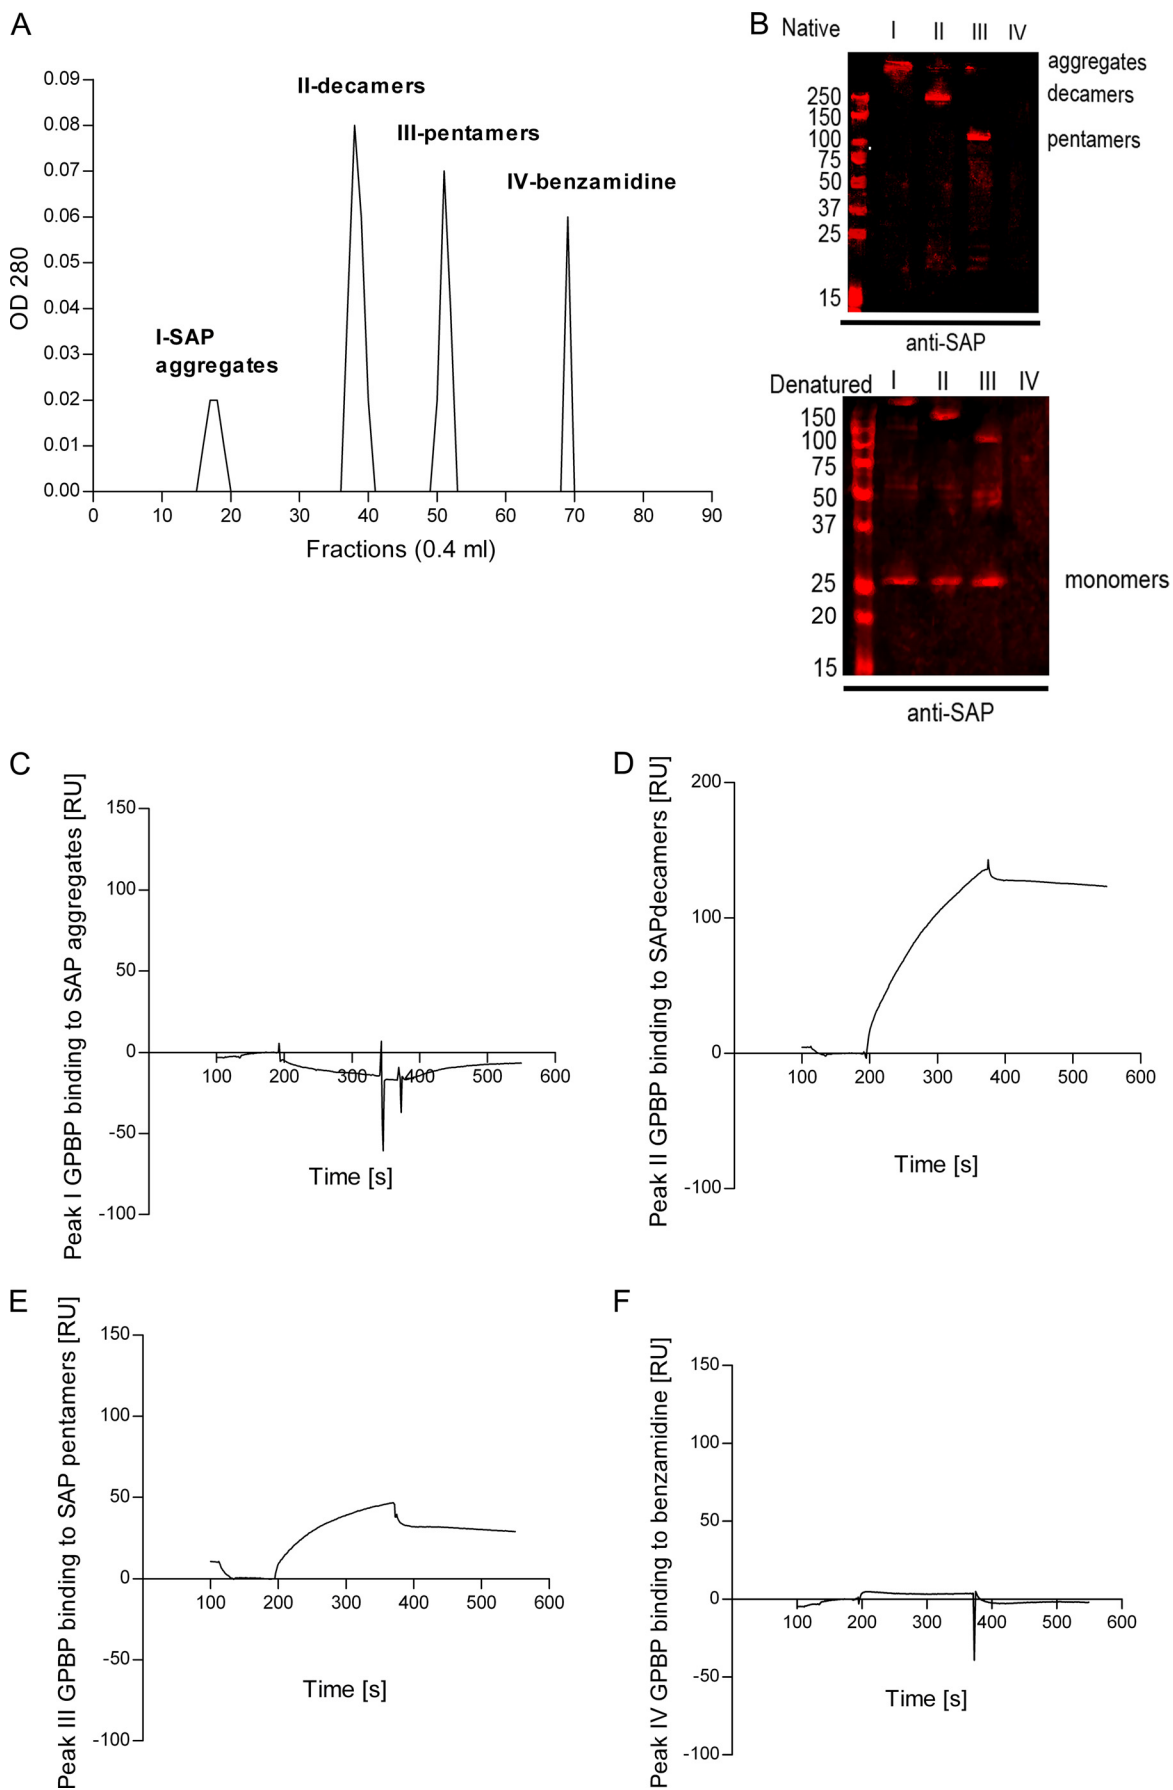 A
0.09
0.08
0.07
0.06
0.05
0.04
0.03
0.02
0.01
0.00
OD 280
II-decamers
III-pentamers
IV-benzamidine
I-SAP
aggregates
0 10 20 30 40 50 60 70 80 90
Fractions (0.4 ml)
B
Native I II III IV
aggregates
decamers
pentamers
250
150
100
75
50
37
25
15
anti-SAP
Denatured I II III IV
150
100
75
50
37
25
20
15
monomers
anti-SAP
C
Peak I GPBP binding to SAP aggregates [RU]
150
100
50
0
-50
-100
100 200 300 400 500 600
Time [s]
D
Peak II GPBP binding to SAPdecamers [RU]
200
100
0
-100
100 200 300 400 500 600
Time [s]
E
Peak III GPBP binding to SAP pentamers [RU]
150
100
50
0
-50
-100
100 200 300 400 500 600
Time [s]
F
Peak IV GPBP binding to benzamidine [RU]
150
100
50
0
-50
-100
100 200 300 400 500 600
Time [s]